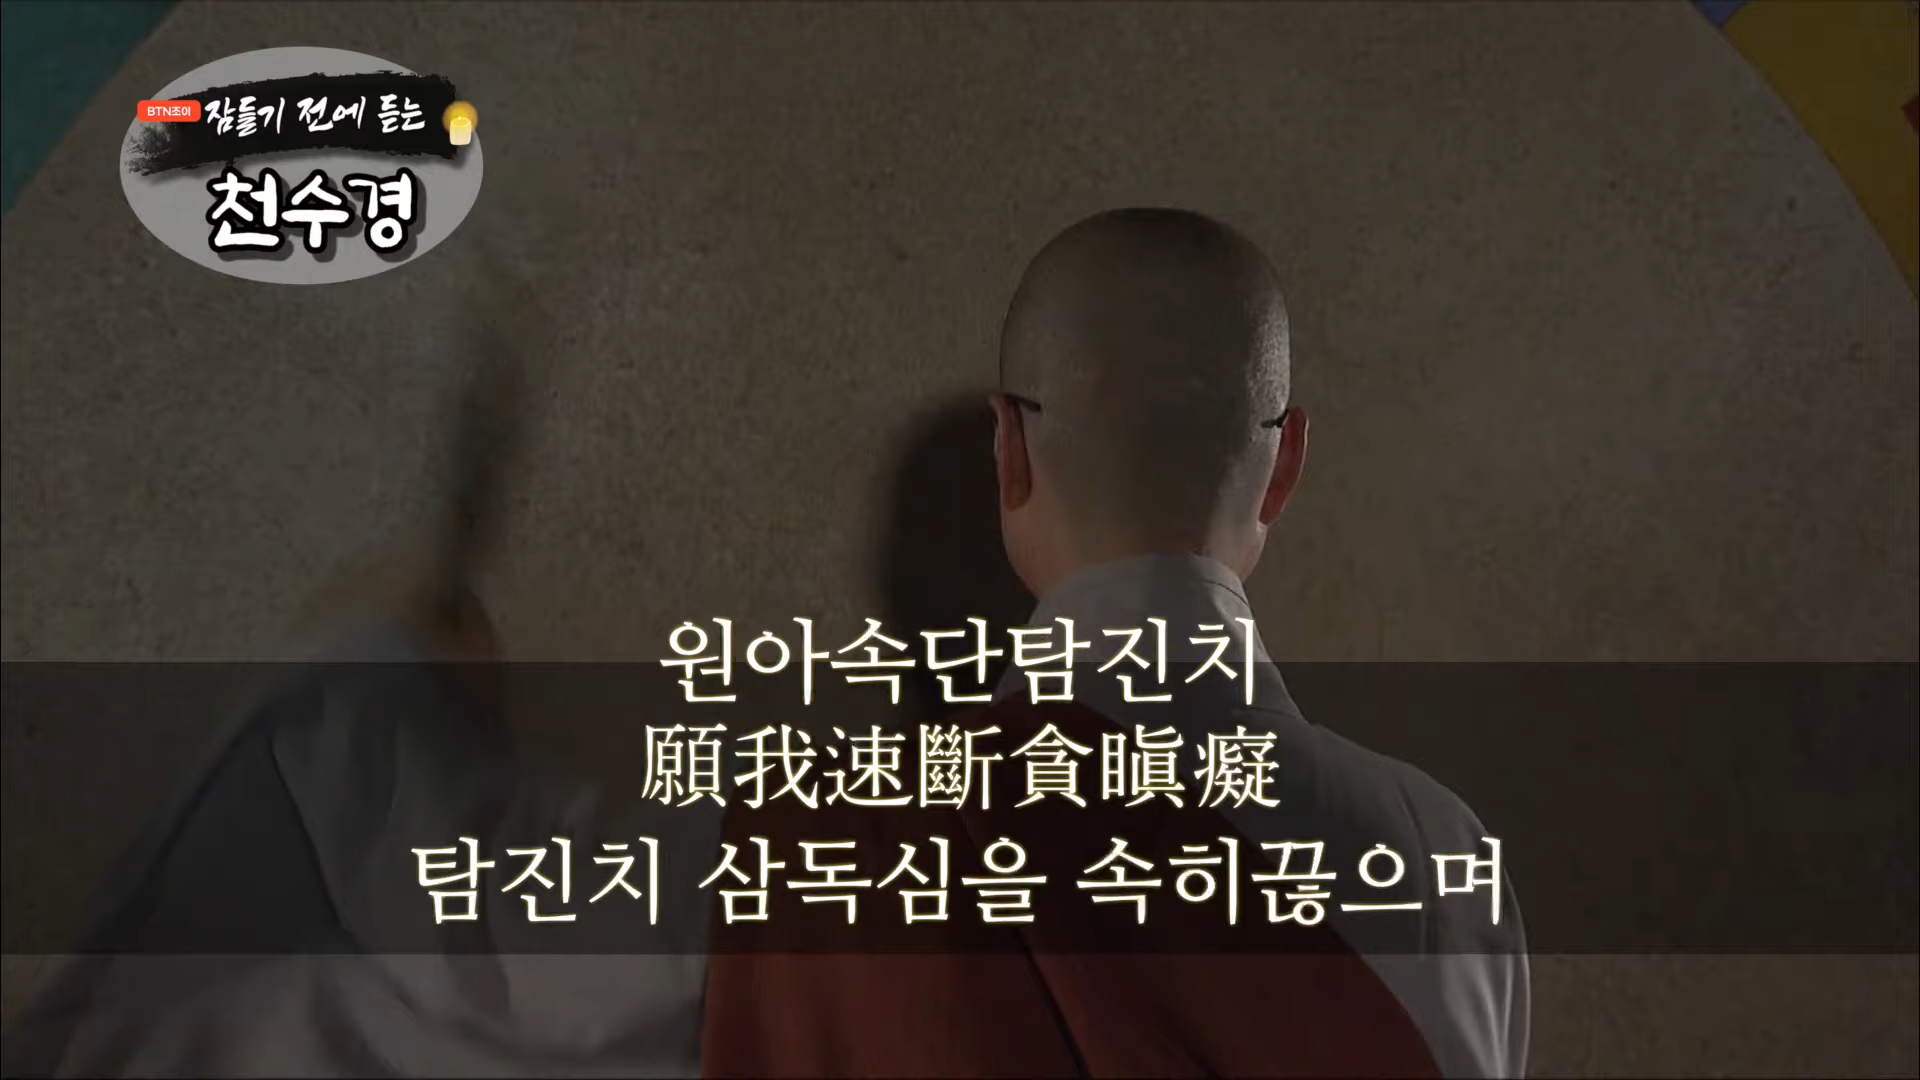 BTN조이
잠들기 전에 듣는
천수경
원아속단탐진치
願我速斷貪瞋癡
탐진치 삼독심을 속히끊으며